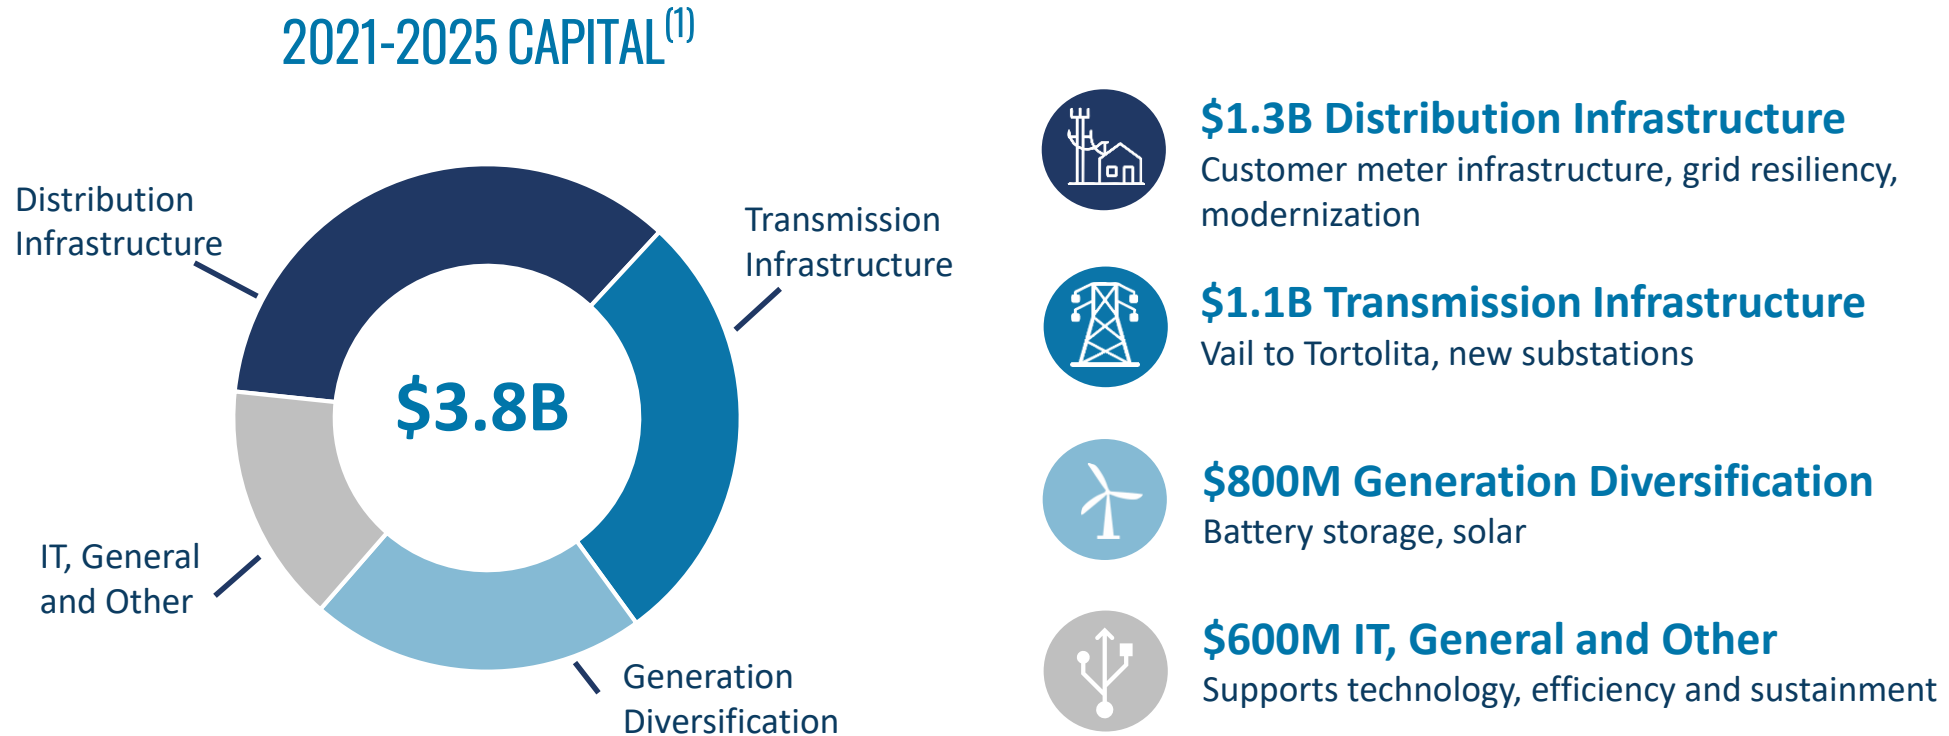 2021-2025 CAPITAL(1)
Distribution
Infrastructure
Transmission
Infrastructure
$3.8B
IT, General
and Other
Generation
Diversification
$1.3B Distribution Infrastructure
Customer meter infrastructure, grid resiliency,
modernization
$1.1B Transmission Infrastructure
Vail to Tortolita, new substations
$800M Generation Diversification
Battery storage, solar
$600M IT, General and Other
Supports technology, efficiency and sustainment